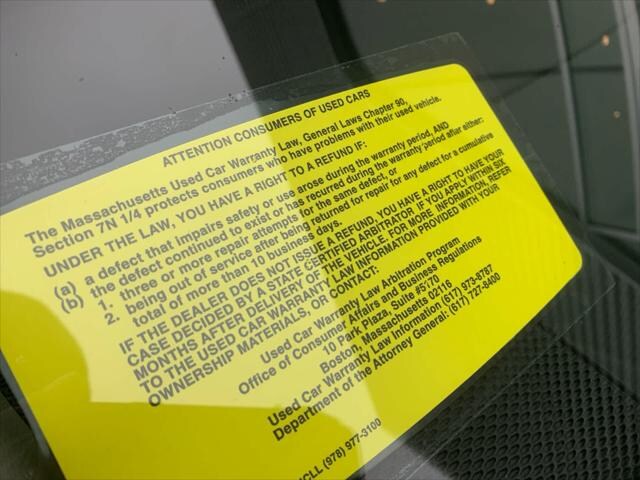 ATTENTION CONSUMERS OF USED CARS
The Massachusetts Used Car Warranty Law, General Laws Chapter 90,
Section 7N 1/4 protects consumers who have problems with their used vehicle.
UNDER THE LAW, YOU HAVE A RIGHT TO A REFUND IF:
(a) a defect that impairs safety or use arose during the warranty period, AND
(b) the defect continued to exist or has recurred during the warranty period after either:
1. three or more repair attempts for the same defect, or
2. being out of service after being returned for repair for any defect for a cumulative
total of more than 10 business days.
IF THE DEALER DOES NOT ISSUE A REFUND, YOU HAVE A RIGHT TO HAVE YOUR
CASE DECIDED BY A STATE CERTIFIED ARBITRATOR IF YOU APPLY WITHIN SIX
MONTHS AFTER DELIVERY OF THE VEHICLE. FOR MORE INFORMATION, REFER
TO THE USED CAR WARRANTY LAW INFORMATION PROVIDED WITH YOUR
OWNERSHIP MATERIALS, OR CONTACT:
Used Car Warranty Law Arbitration Program
Office of Consumer Affairs and Business Regulations
10 Park Plaza, Suite #5170
Boston, Massachusetts 02116
Used Car Warranty Law Information (617) 973-8787
Department of the Attorney General: (617) 727-8400
(978) 977-3100